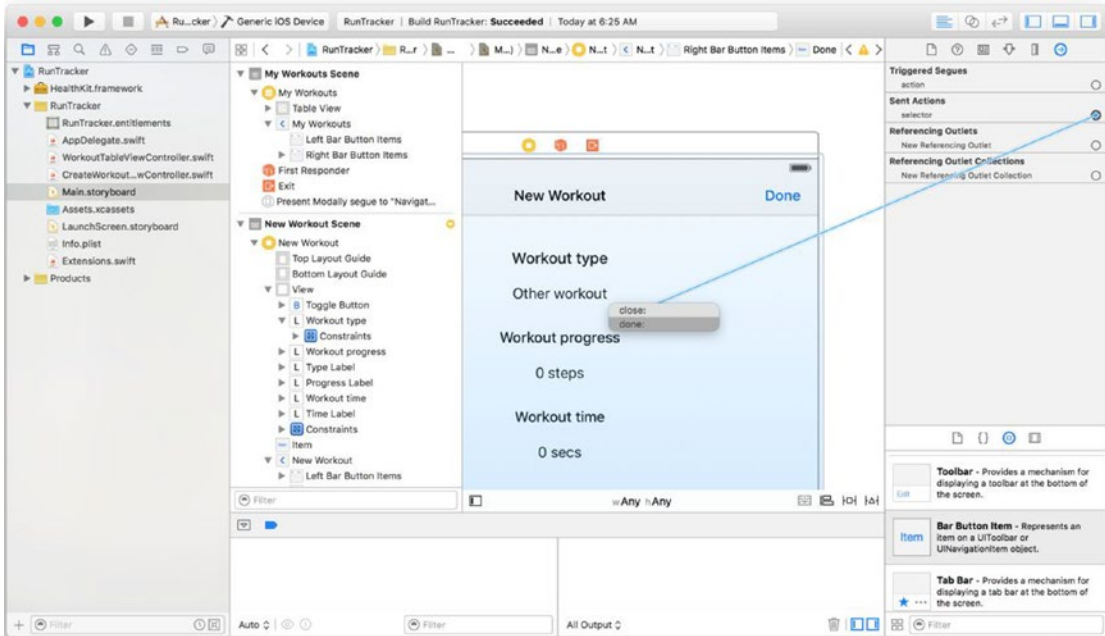 Ru...cker
Generic iOS Device
RunTracker | Build RunTracker: Succeeded | Today at 6:25 AM
RunTracker
HealthKit.framework
RunTracker
RunTracker.entitlements
AppDelegate.swift
WorkoutTableViewController.swift
CreateWorkout...wController.swift
Main.storyboard
Assets.xcassets
LaunchScreen.storyboard
Info.plist
Extensions.swift
Products
Filter
RunTracker
R...r
M...)
N...e
N...t
N...t
Right Bar Button Items
Done
My Workouts Scene
My Workouts
Table View
My Workouts
Left Bar Button Items
Right Bar Button Items
First Responder
Exit
Present Modally segue to "Navigat...
New Workout Scene
New Workout
Top Layout Guide
Bottom Layout Guide
View
B Toggle Button
L Workout type
Constraints
L Workout progress
L Type Label
L Progress Label
L Workout time
L Time Label
Constraints
Item
New Workout
Left Bar Button Items
Filter
New Workout
Done
Workout type
Other workout
close:
done:
Workout progress
0 steps
Workout time
0 secs
wAny hAny
Auto
Filter
All Output
Triggered Segues
action
Sent Actions
selector
Referencing Outlets
New Referencing Outlet
Referencing Outlet Collections
New Referencing Outlet Collection
Edit
Toolbar - Provides a mechanism for
displaying a toolbar at the bottom of
the screen.
Item
Bar Button Item - Represents an
item on a UIToolbar or
UINavigationItem object.
Tab Bar - Provides a mechanism for
displaying a tab bar at the bottom of
the screen.
Filter